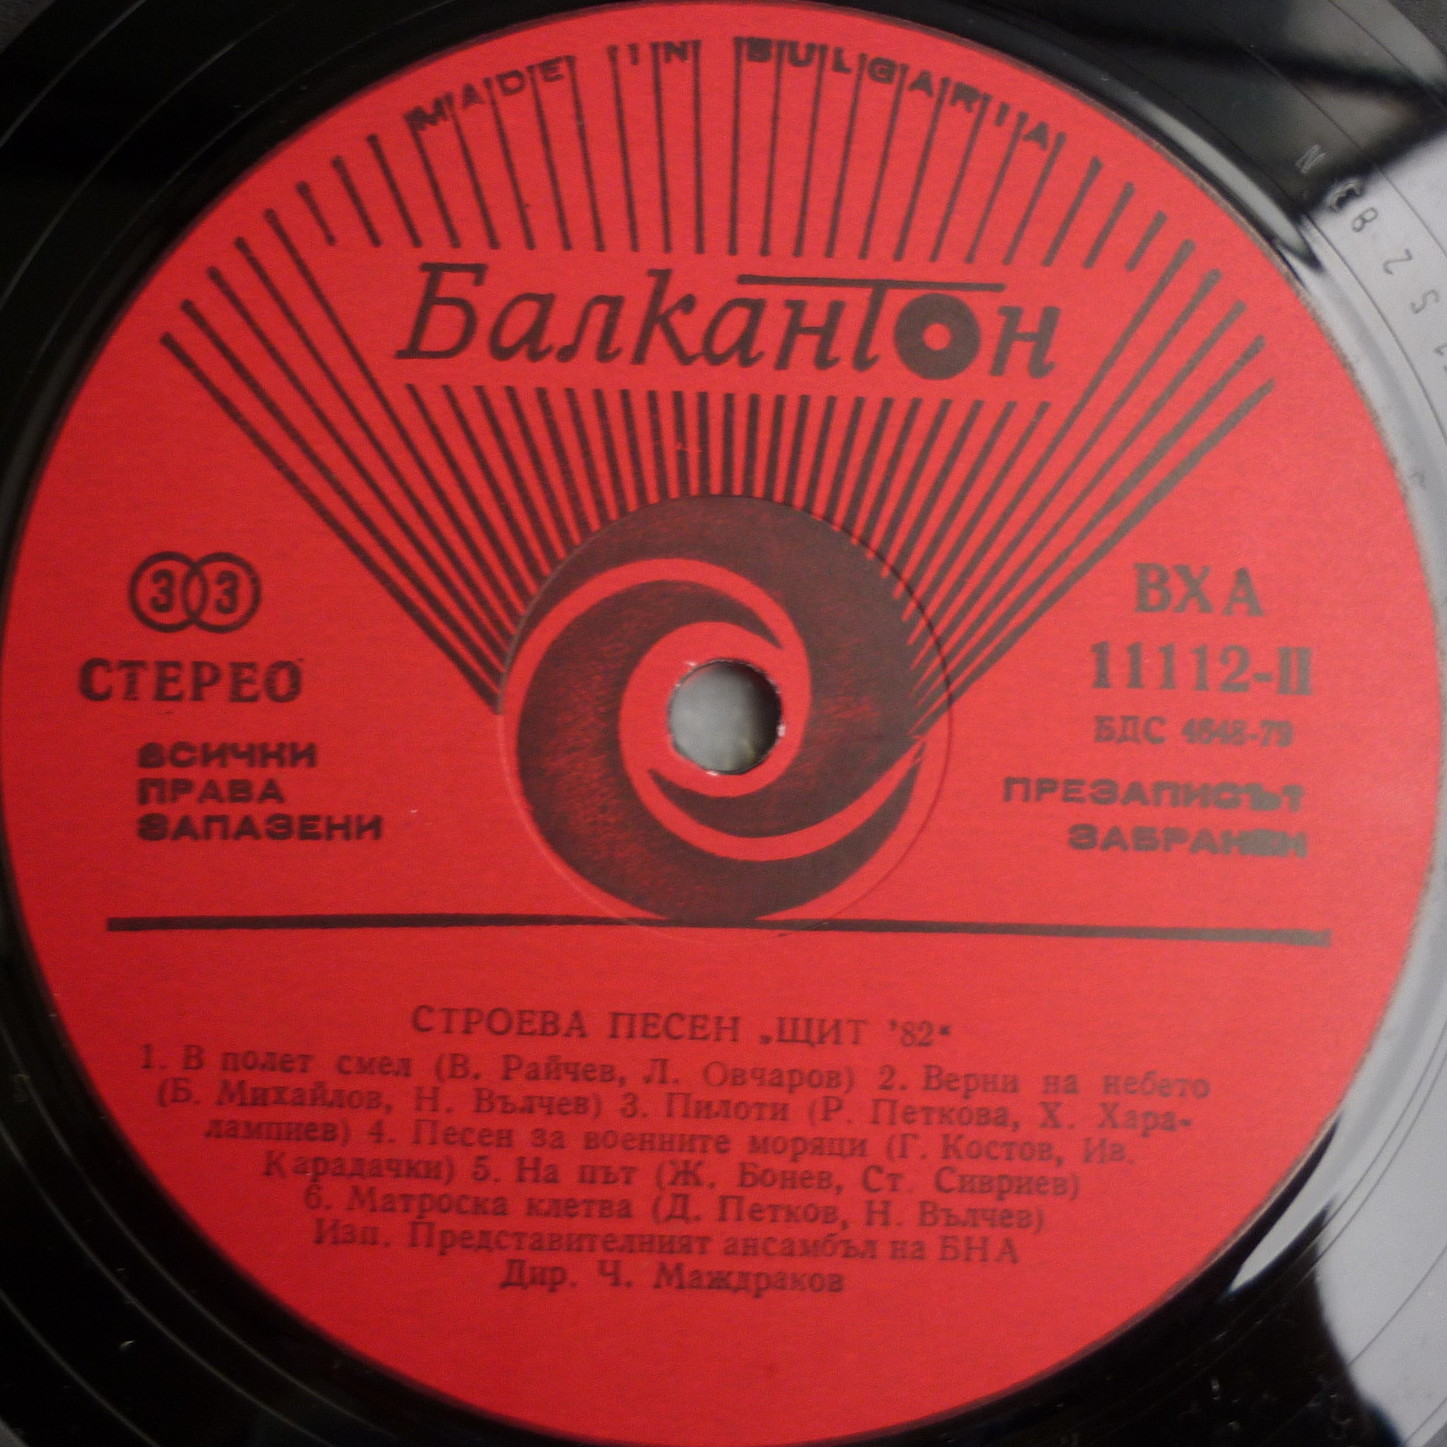 MADE IN BULGARIA
Балкантон
33
СТЕРЕО
ВСИЧКИ
ПРАВА
ЗАПАЗЕНИ
ВХА
11112-II
БДС 4648-79
ПРЕЗАПИСЪТ
ЗАБРАНЕН
СТРОЕВА ПЕСЕН „ЩИТ '82“
1. В полет смел (В. Райчев, Л. Овчаров) 2. Верни на небето
(Б. Михайлов, Н. Вълчев) 3. Пилоти (Р. Петкова, Х. Хара-
лампиев) 4. Песен за военните моряци (Г. Костов, Ив.
Карадачки) 5. На път (Ж. Бонев, Ст. Сивриев)
6. Матроска клетва (Д. Петков, Н. Вълчев)
Изп. Представителният ансамбъл на БНА
Дир. Ч. Маждраков